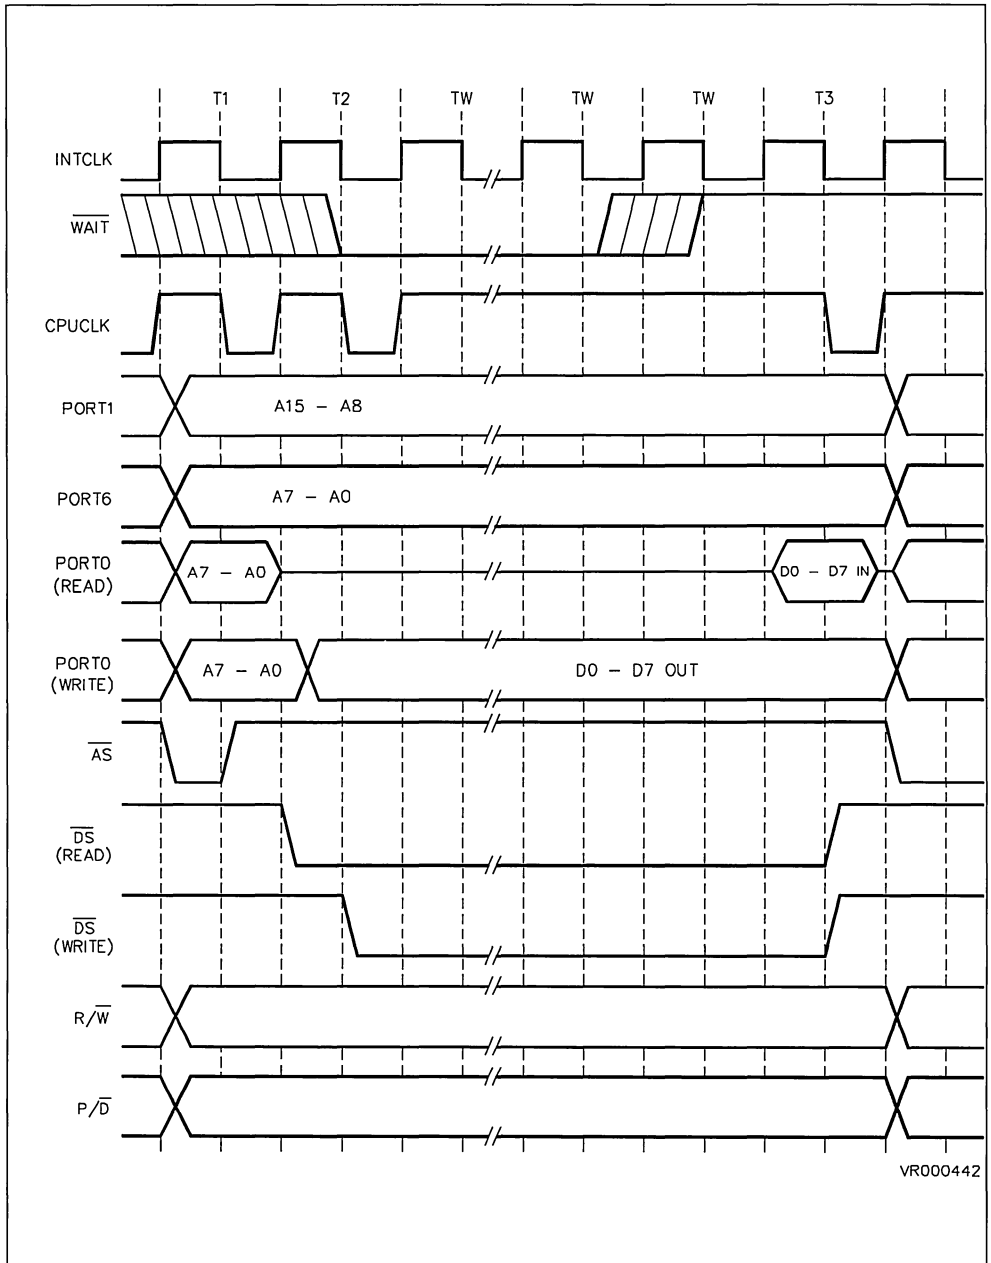 T1 T2 TW TW TW T3
INTCLK
WAIT
CPUCLK
PORT1 A15 – A8
PORT6 A7 – A0
PORT0 A7 – A0 D0 – D7 IN
(READ)
PORT0 A7 – A0 D0 – D7 OUT
(WRITE)
AS
DS
(READ)
DS
(WRITE)
R/W
P/D
VR000442